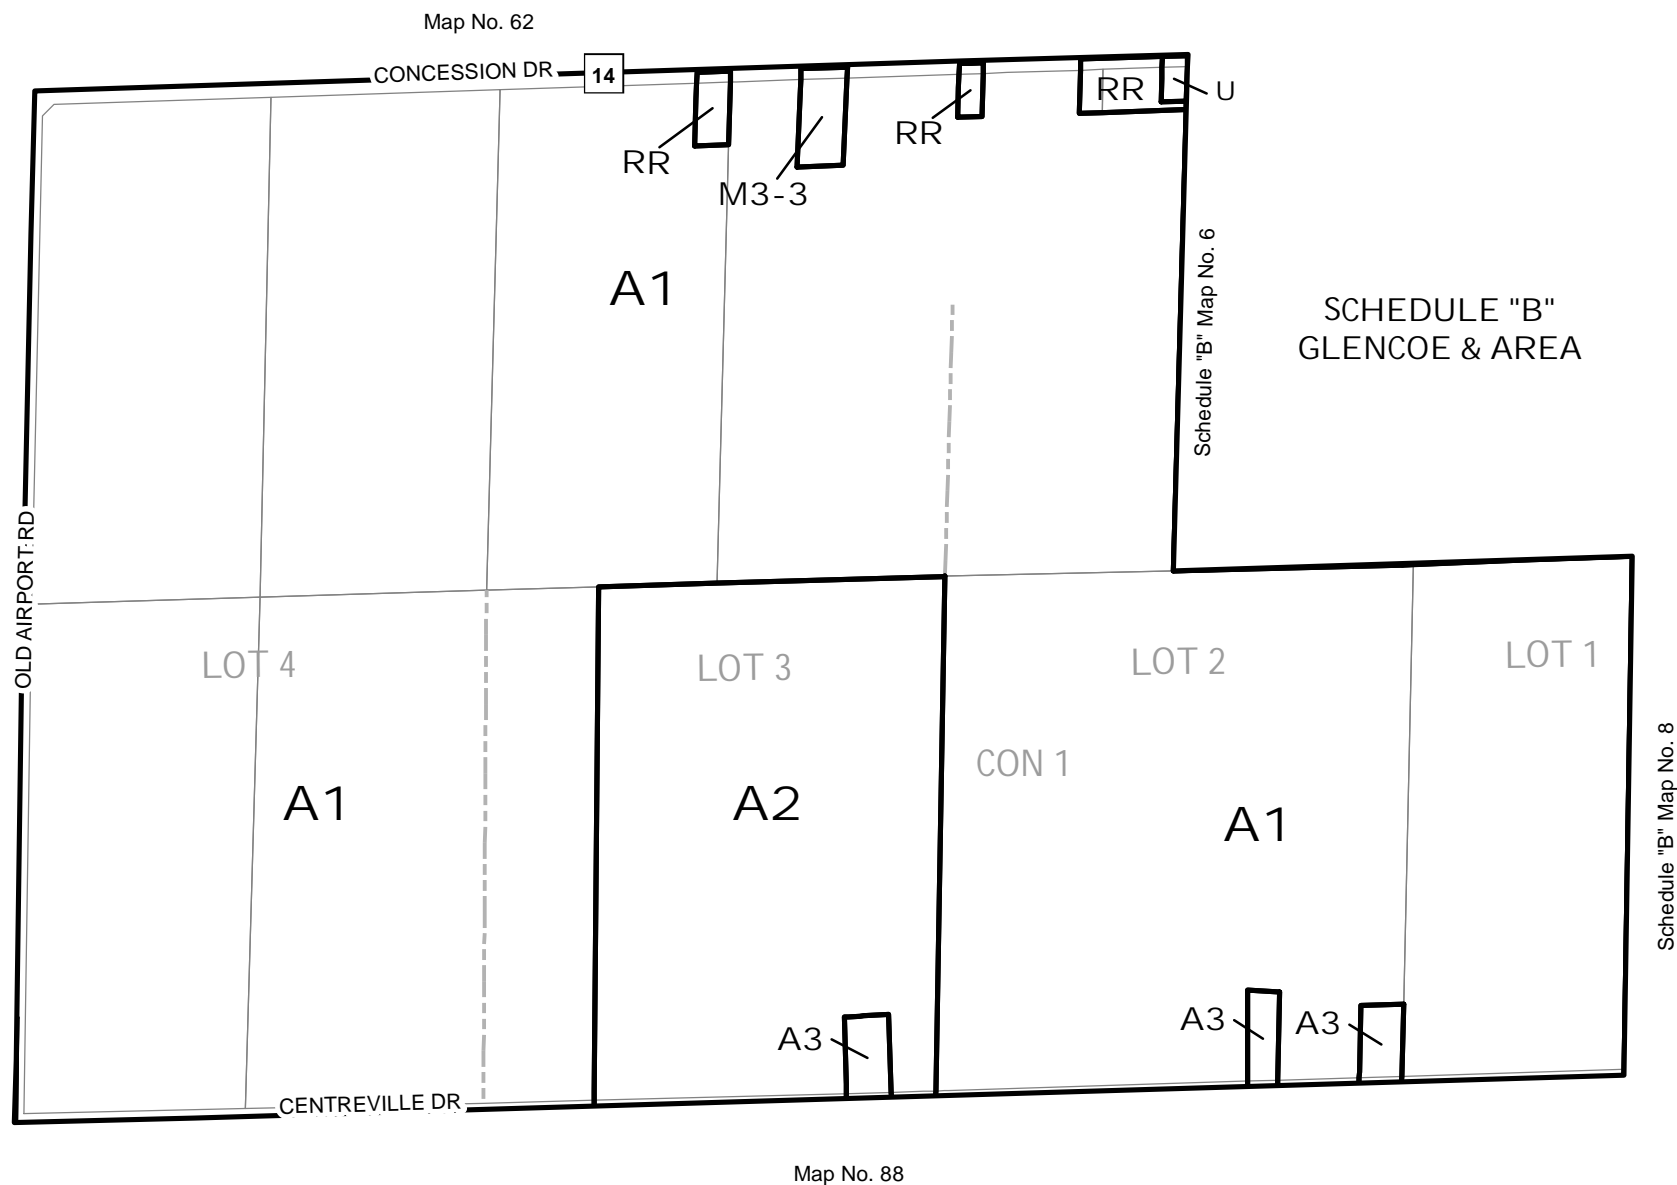 Map No. 62
CONCESSION DR
14
RR
U
RR
RR
M3-3
A1
Schedule "B" Map No. 6
SCHEDULE "B"
GLENCOE & AREA
OLD AIRPORT RD
LOT 4
LOT 3
LOT 2
LOT 1
CON 1
A1
A2
A1
Schedule "B" Map No. 8
A3
A3
A3
CENTREVILLE DR
Map No. 88